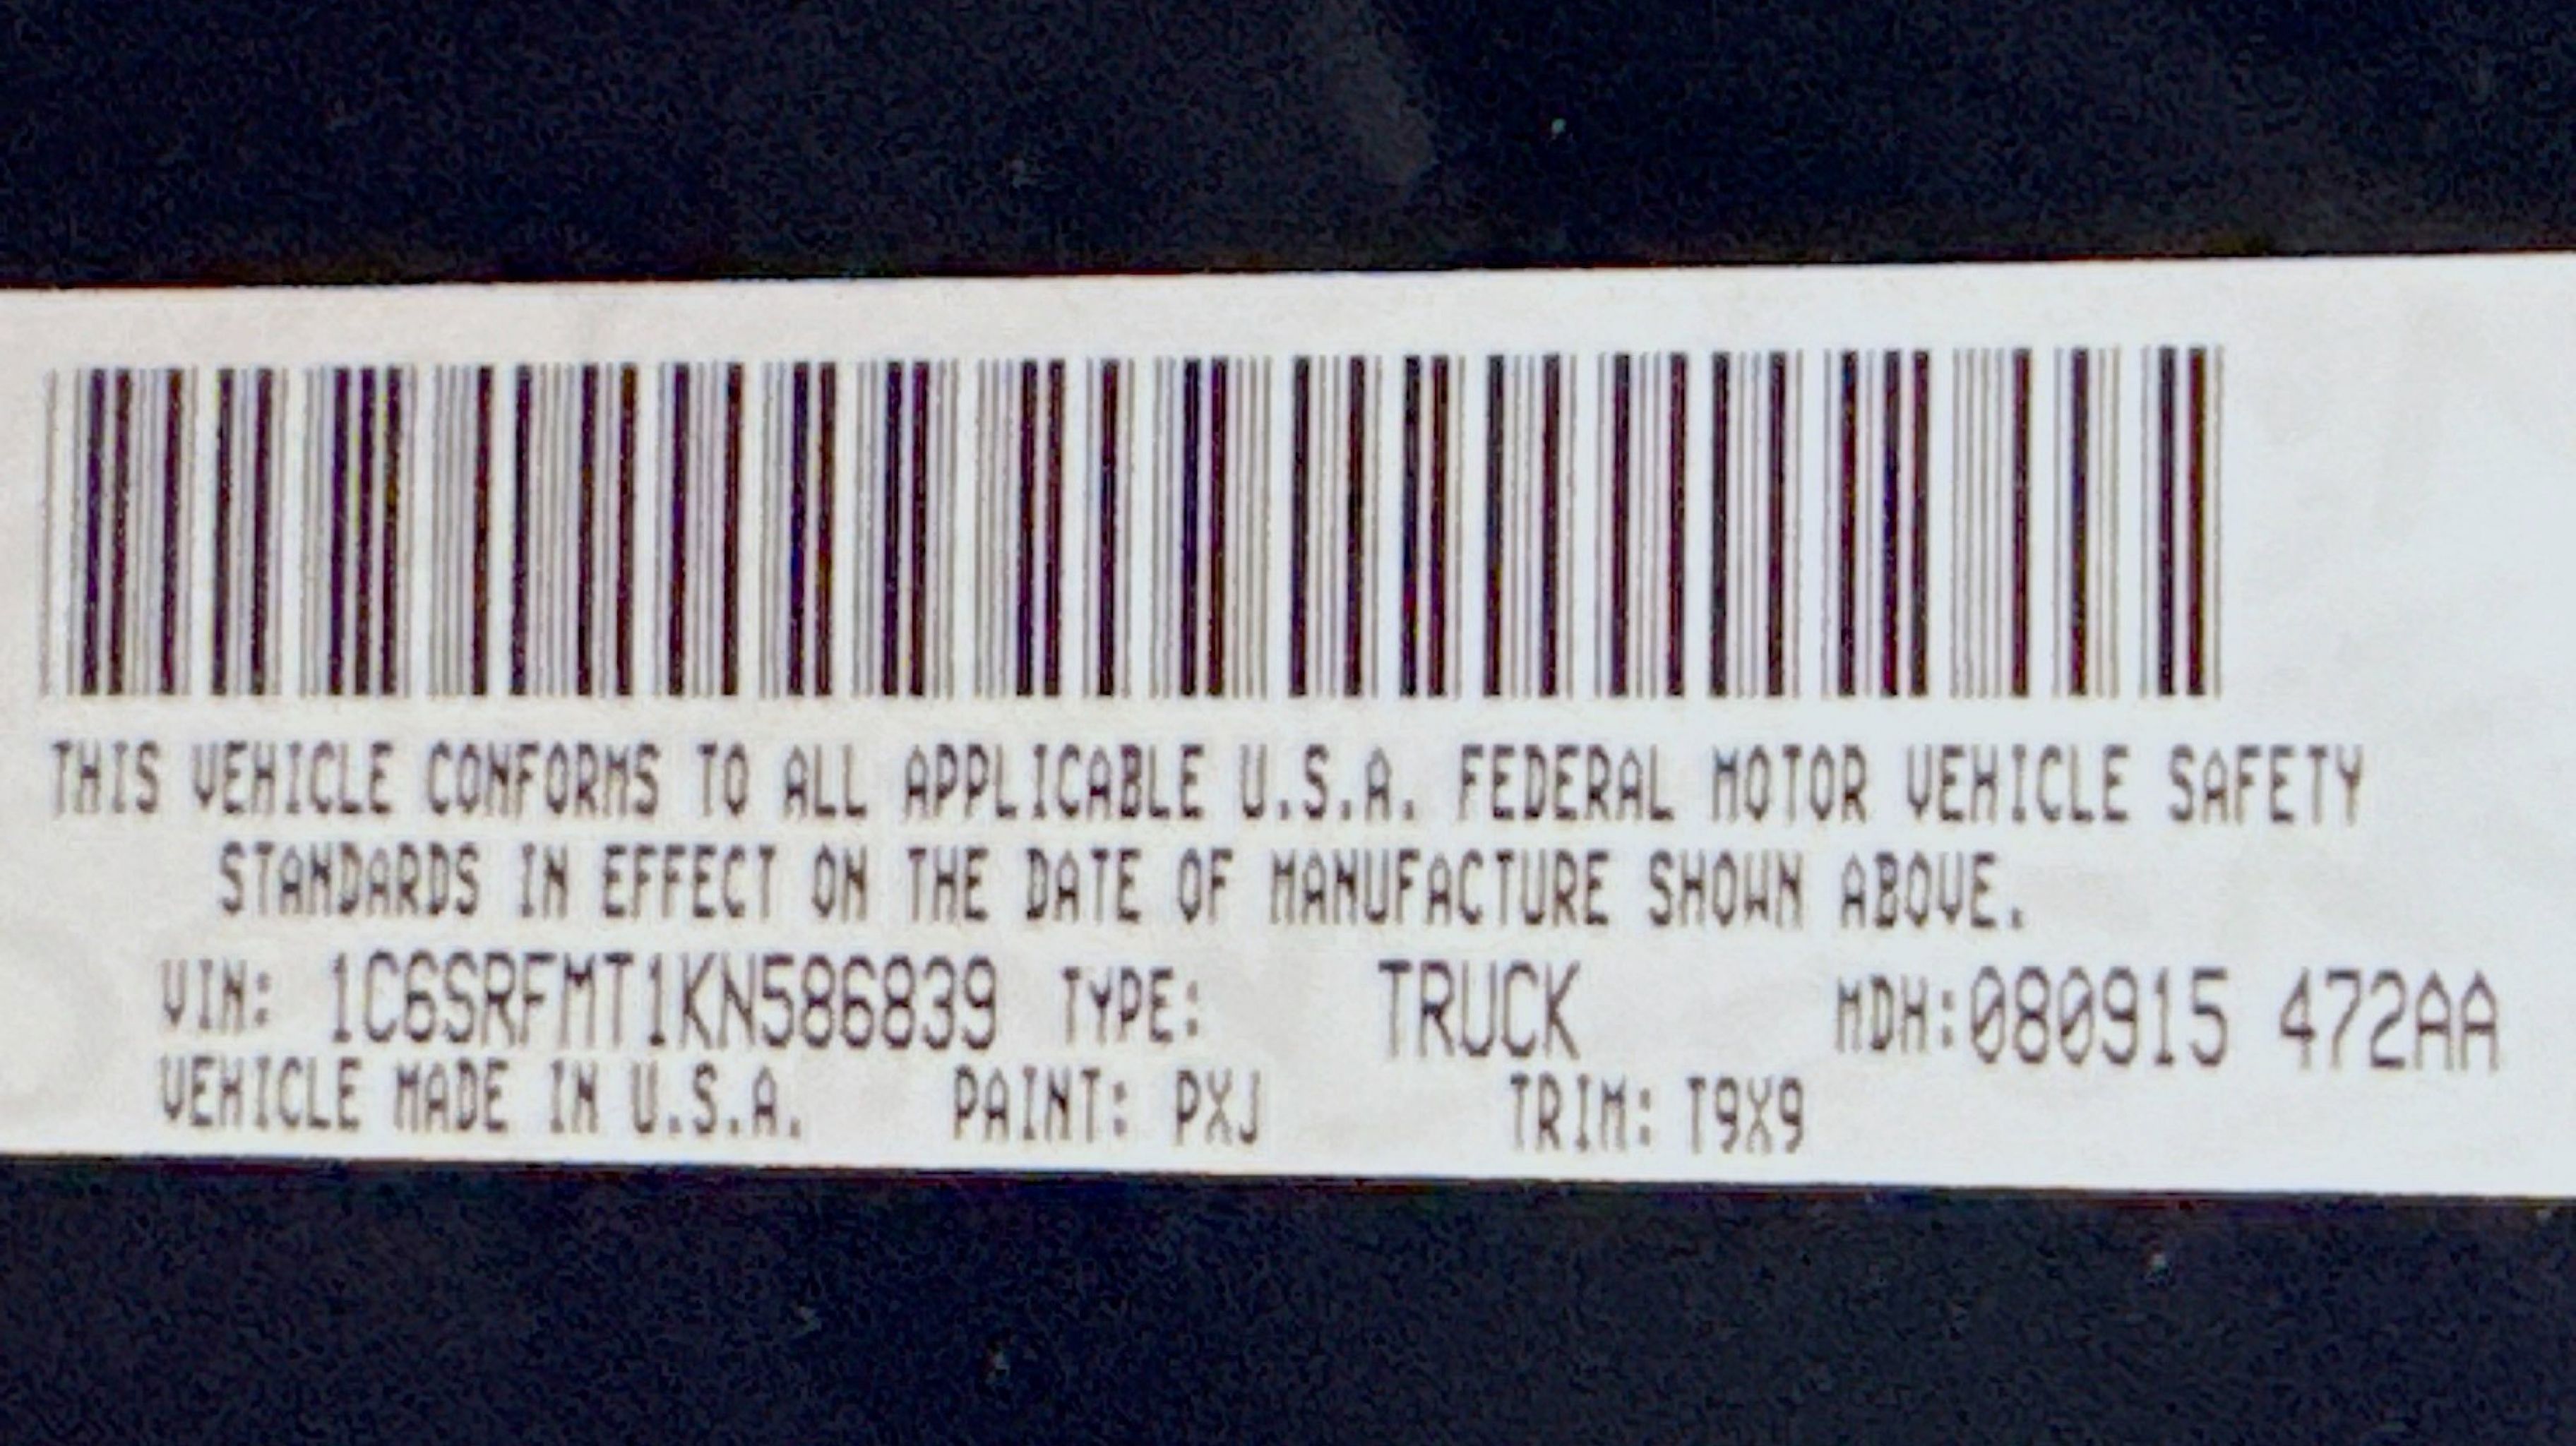 THIS VEHICLE CONFORMS TO ALL APPLICABLE U.S.A. FEDERAL MOTOR VEHICLE SAFETY
STANDARDS IN EFFECT ON THE DATE OF MANUFACTURE SHOWN ABOVE.
VIN: 1C6SRFMT1KN586839 TYPE: TRUCK MDH:080915 472AA
VEHICLE MADE IN U.S.A. PAINT: PXJ TRIM: T9X9